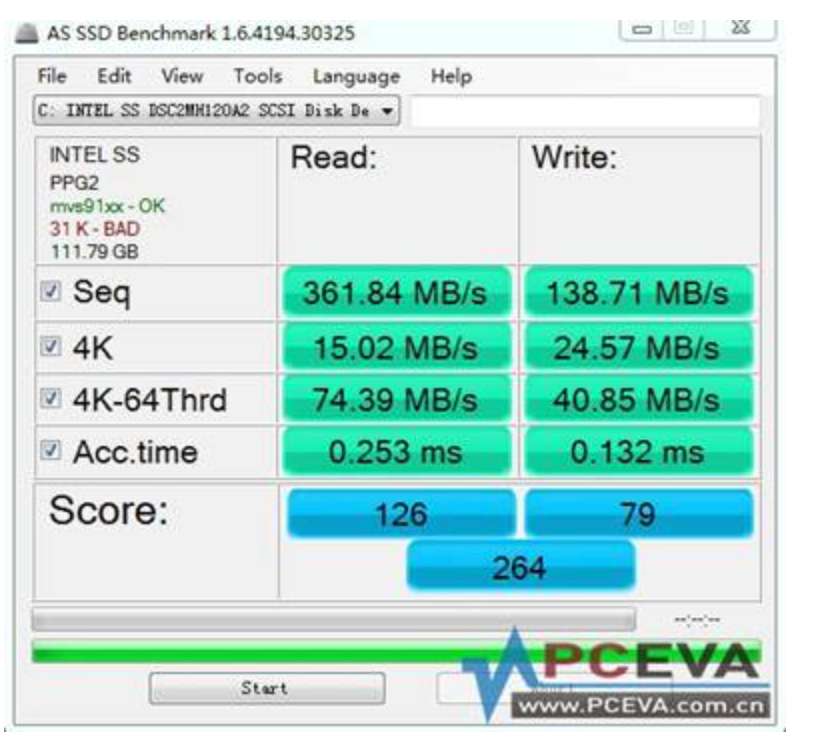 AS SSD Benchmark 1.6.4194.30325
File Edit View Tools Language Help
C: INTEL SS DSC2MH120A2 SCSI Disk De
INTEL SS
PPG2
mvs91xx - OK
31 K - BAD
111.79 GB
Read:
Write:
Seq 361.84 MB/s 138.71 MB/s
4K 15.02 MB/s 24.57 MB/s
4K-64Thrd 74.39 MB/s 40.85 MB/s
Acc.time 0.253 ms 0.132 ms
Score: 126 79
264
--:--:--
Start
PCEVA
www.PCEVA.com.cn